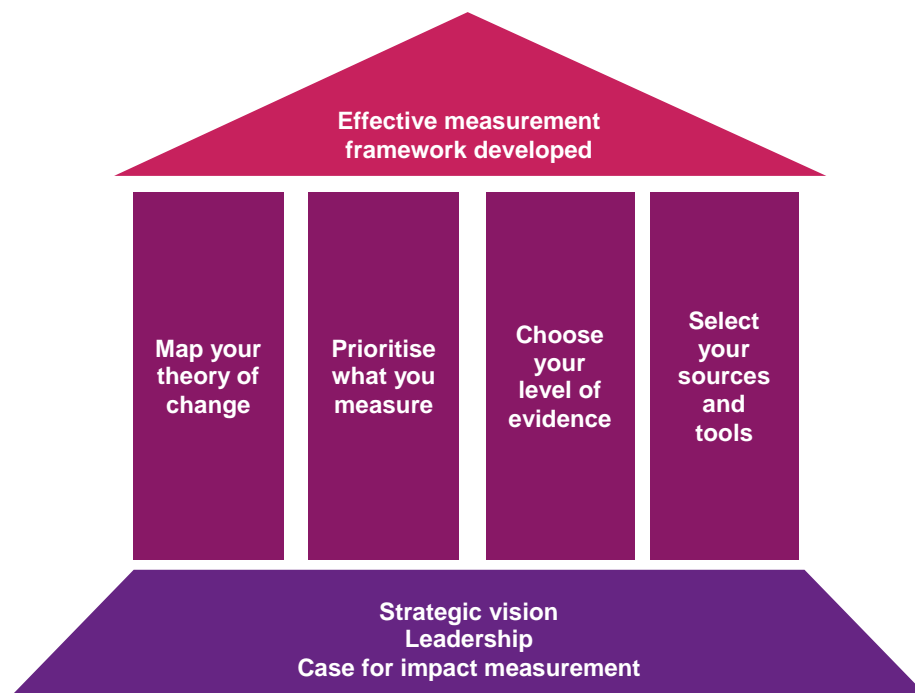 Effective measurement
framework developed
Map your
theory of
change
Prioritise
what you
measure
Choose
your
level of
evidence
Select
your
sources
and
tools
Strategic vision
Leadership
Case for impact measurement